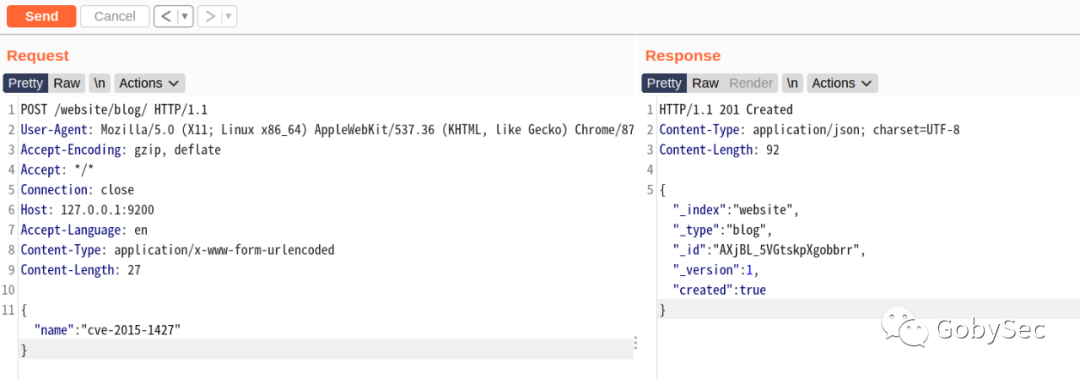 Send Cancel < >
Request
Pretty Raw \n Actions
1 POST /website/blog/ HTTP/1.1
2 User-Agent: Mozilla/5.0 (X11; Linux x86_64) AppleWebKit/537.36 (KHTML, like Gecko) Chrome/87
3 Accept-Encoding: gzip, deflate
4 Accept: */*
5 Connection: close
6 Host: 127.0.0.1:9200
7 Accept-Language: en
8 Content-Type: application/x-www-form-urlencoded
9 Content-Length: 27
10
11 {
"name":"cve-2015-1427"
}
Response
Pretty Raw Render \n Actions
1 HTTP/1.1 201 Created
2 Content-Type: application/json; charset=UTF-8
3 Content-Length: 92
4
5 {
"_index":"website",
"_type":"blog",
"_id":"AXjBL_5VGtskpXgobbrr",
"_version":1,
"created":true
}
GobySec